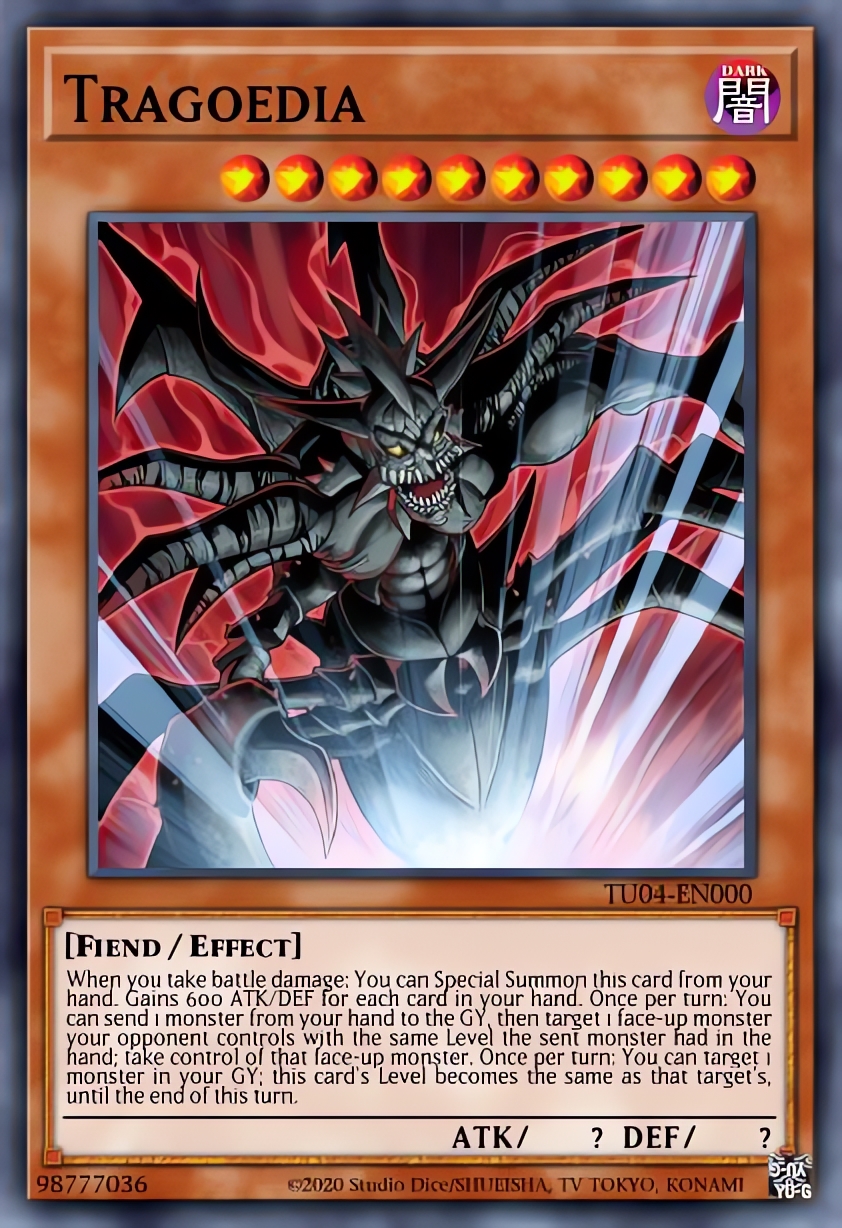 TRAGOEDIA
DARK
闇
TU04-EN000
[FIEND / EFFECT]
When you take battle damage: You can Special Summon this card from your
hand. Gains 600 ATK/DEF for each card in your hand. Once per turn: You
can send 1 monster from your hand to the GY, then target 1 face-up monster
your opponent controls with the same Level the sent monster had in the
hand; take control of that face-up monster. Once per turn: You can target 1
monster in your GY; this card's Level becomes the same as that target's,
until the end of this turn.
ATK/ ? DEF/ ?
98777036 ©2020 Studio Dice/SHUEISHA, TV TOKYO, KONAMI